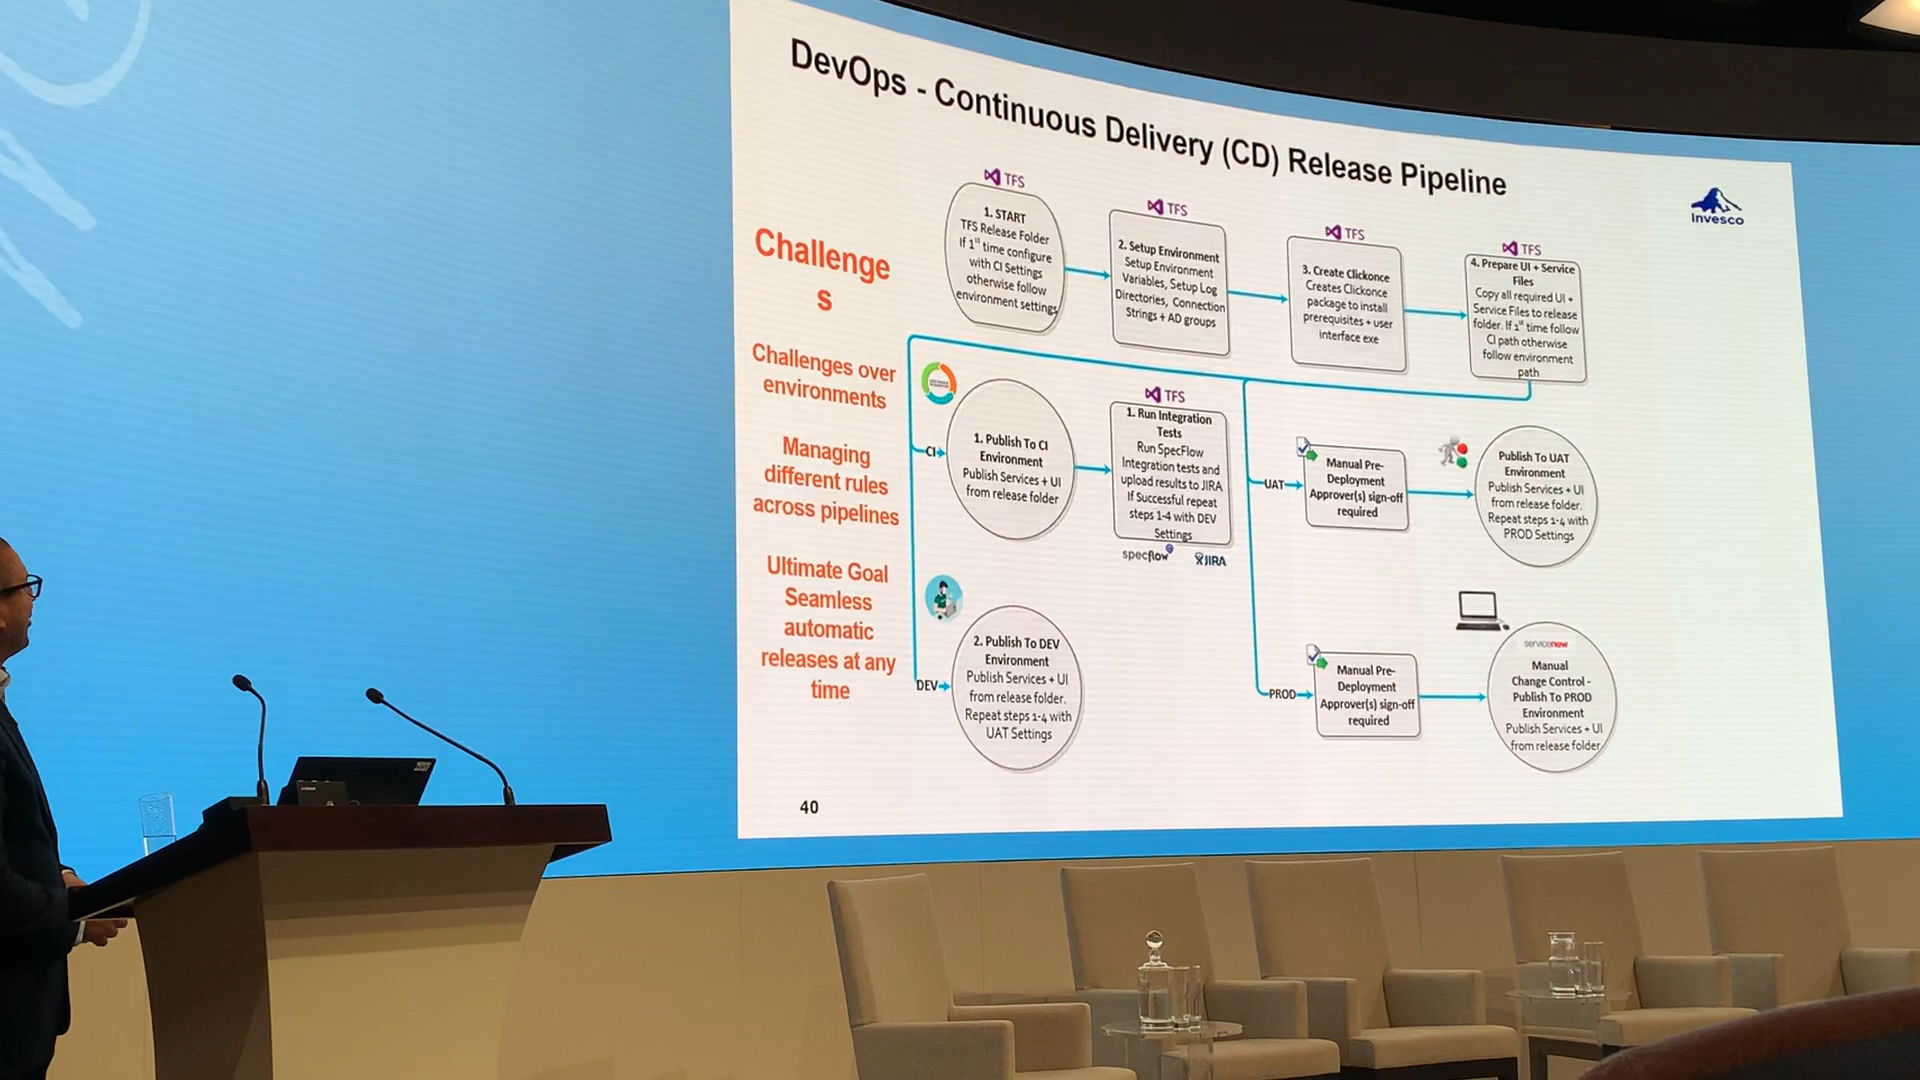 DevOps - Continuous Delivery (CD) Release Pipeline
Invesco
Challenge
s
Challenges over
environments
Managing
different rules
across pipelines
Ultimate Goal
Seamless
automatic
releases at any
time
TFS
1. START
TFS Release Folder
If 1st time configure
with CI Settings
otherwise follow
environment settings
TFS
2. Setup Environment
Setup Environment
Variables, Setup Log
Directories, Connection
Strings + AD groups
TFS
3. Create Clickonce
Creates Clickonce
package to install
prerequisites + user
interface exe
TFS
4. Prepare UI + Service
Files
Copy all required UI +
Service Files to release
folder. If 1st time follow
CI path otherwise
follow environment
path
CI
1. Publish To CI
Environment
Publish Services + UI
from release folder
TFS
1. Run Integration
Tests
Run SpecFlow
Integration tests and
upload results to JIRA
If Successful repeat
steps 1-4 with DEV
Settings
specflow
JIRA
UAT
Manual Pre-
Deployment
Approver(s) sign-off
required
Publish To UAT
Environment
Publish Services + UI
from release folder.
Repeat steps 1-4 with
PROD Settings
DEV
2. Publish To DEV
Environment
Publish Services + UI
from release folder.
Repeat steps 1-4 with
UAT Settings
PROD
Manual Pre-
Deployment
Approver(s) sign-off
required
servicenow
Manual
Change Control -
Publish To PROD
Environment
Publish Services + UI
from release folder
40